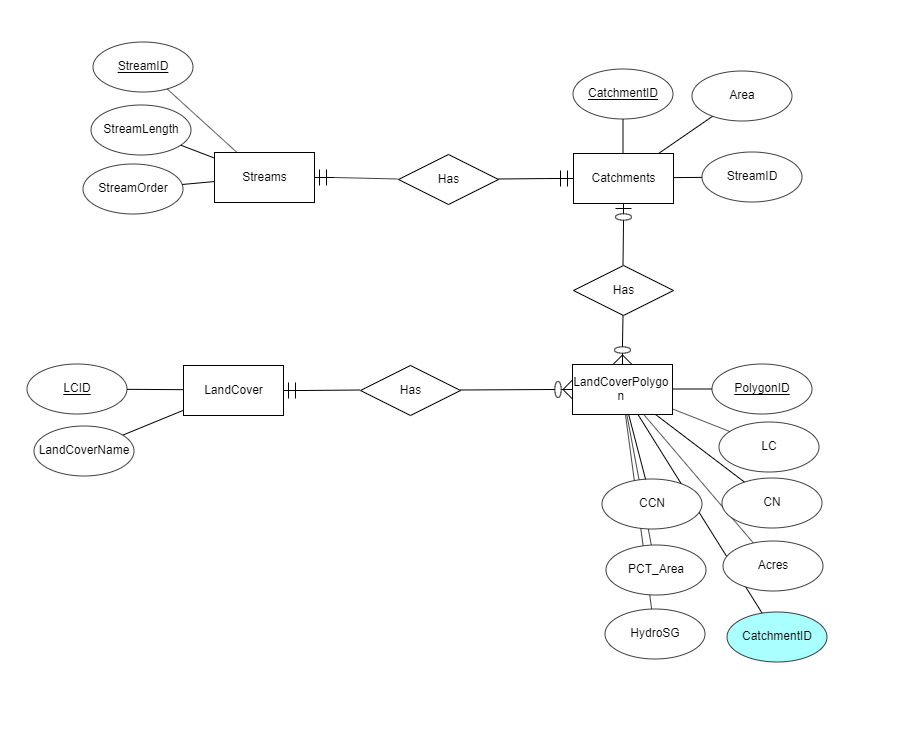 StreamID
CatchmentID
Area
StreamLength
Streams
Has
Catchments
StreamID
StreamOrder
Has
LCID
LandCover
Has
LandCoverPolygo
n
PolygonID
LandCoverName
LC
CCN
CN
PCT_Area
Acres
HydroSG
CatchmentID